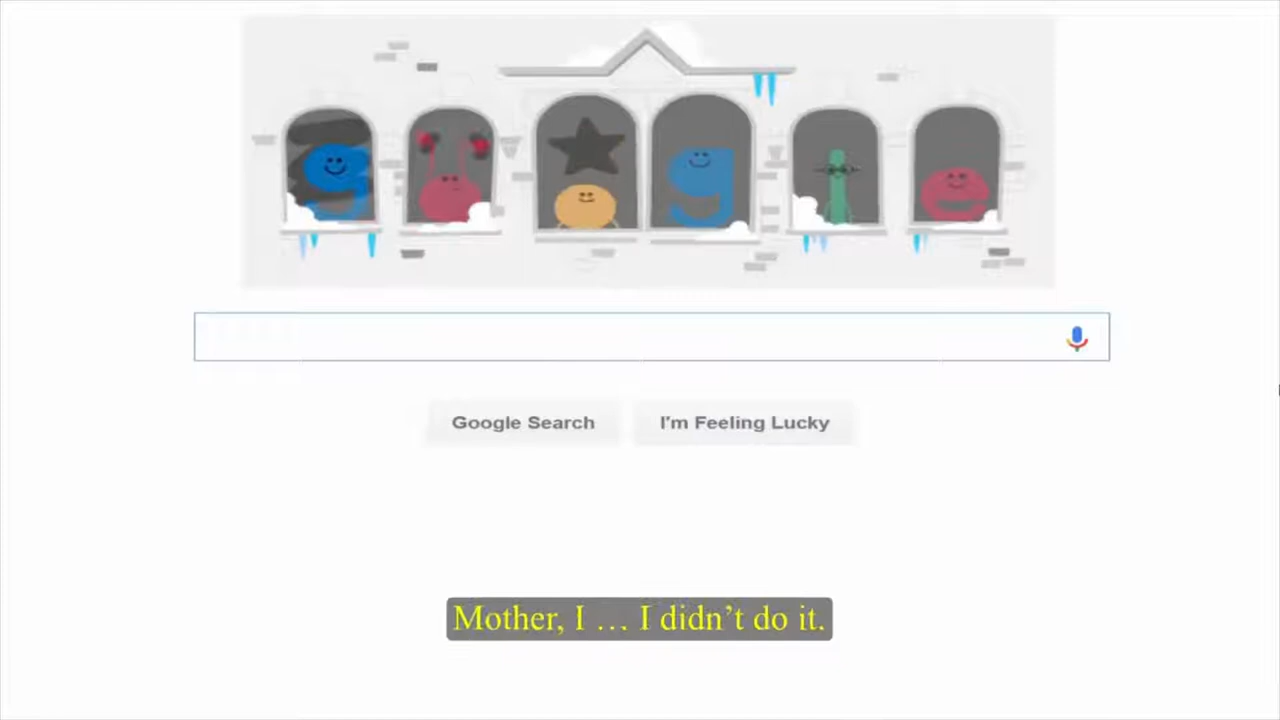 Google Search
I'm Feeling Lucky
Mother, I … I didn’t do it.